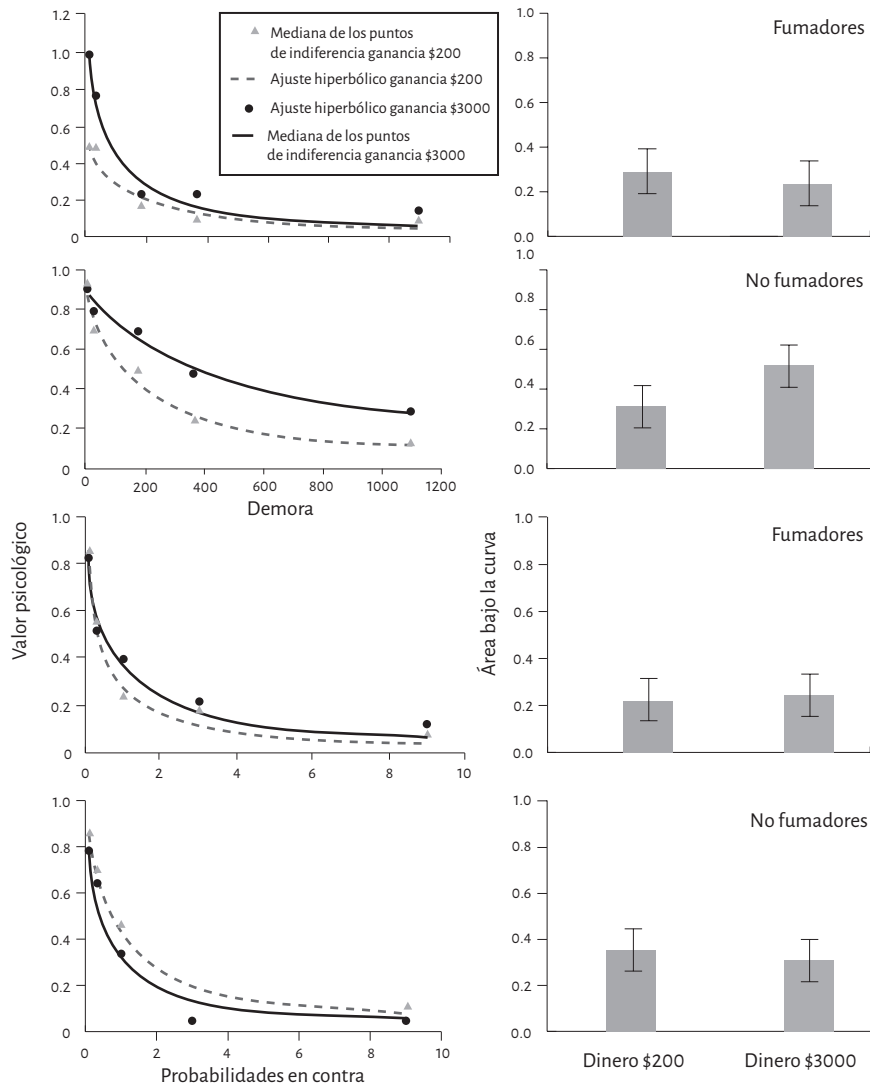 Mediana de los puntos
de indiferencia ganancia $200
Ajuste hiperbólico ganancia $200
Ajuste hiperbólico ganancia $3000
Mediana de los puntos
de indiferencia ganancia $3000
1.2
1.0
0.8
0.6
0.4
0.2
0
Fumadores
1.0
0.8
0.6
0.4
0.2
0.0
1.0
0.8
0.6
0.4
0.2
0
0 200 400 600 800 1000 1200
Demora
No fumadores
1.0
0.8
0.6
0.4
0.2
0.0
Valor psicológico
1.0
0.8
0.6
0.4
0.2
0
0 2 4 6 8 10
Área bajo la curva
Fumadores
1.0
0.8
0.6
0.4
0.2
0.0
1.0
0.8
0.6
0.4
0.2
0
0 2 4 6 8 10
Probabilidades en contra
No fumadores
1.0
0.8
0.6
0.4
0.2
0.0
Dinero $200 Dinero $3000